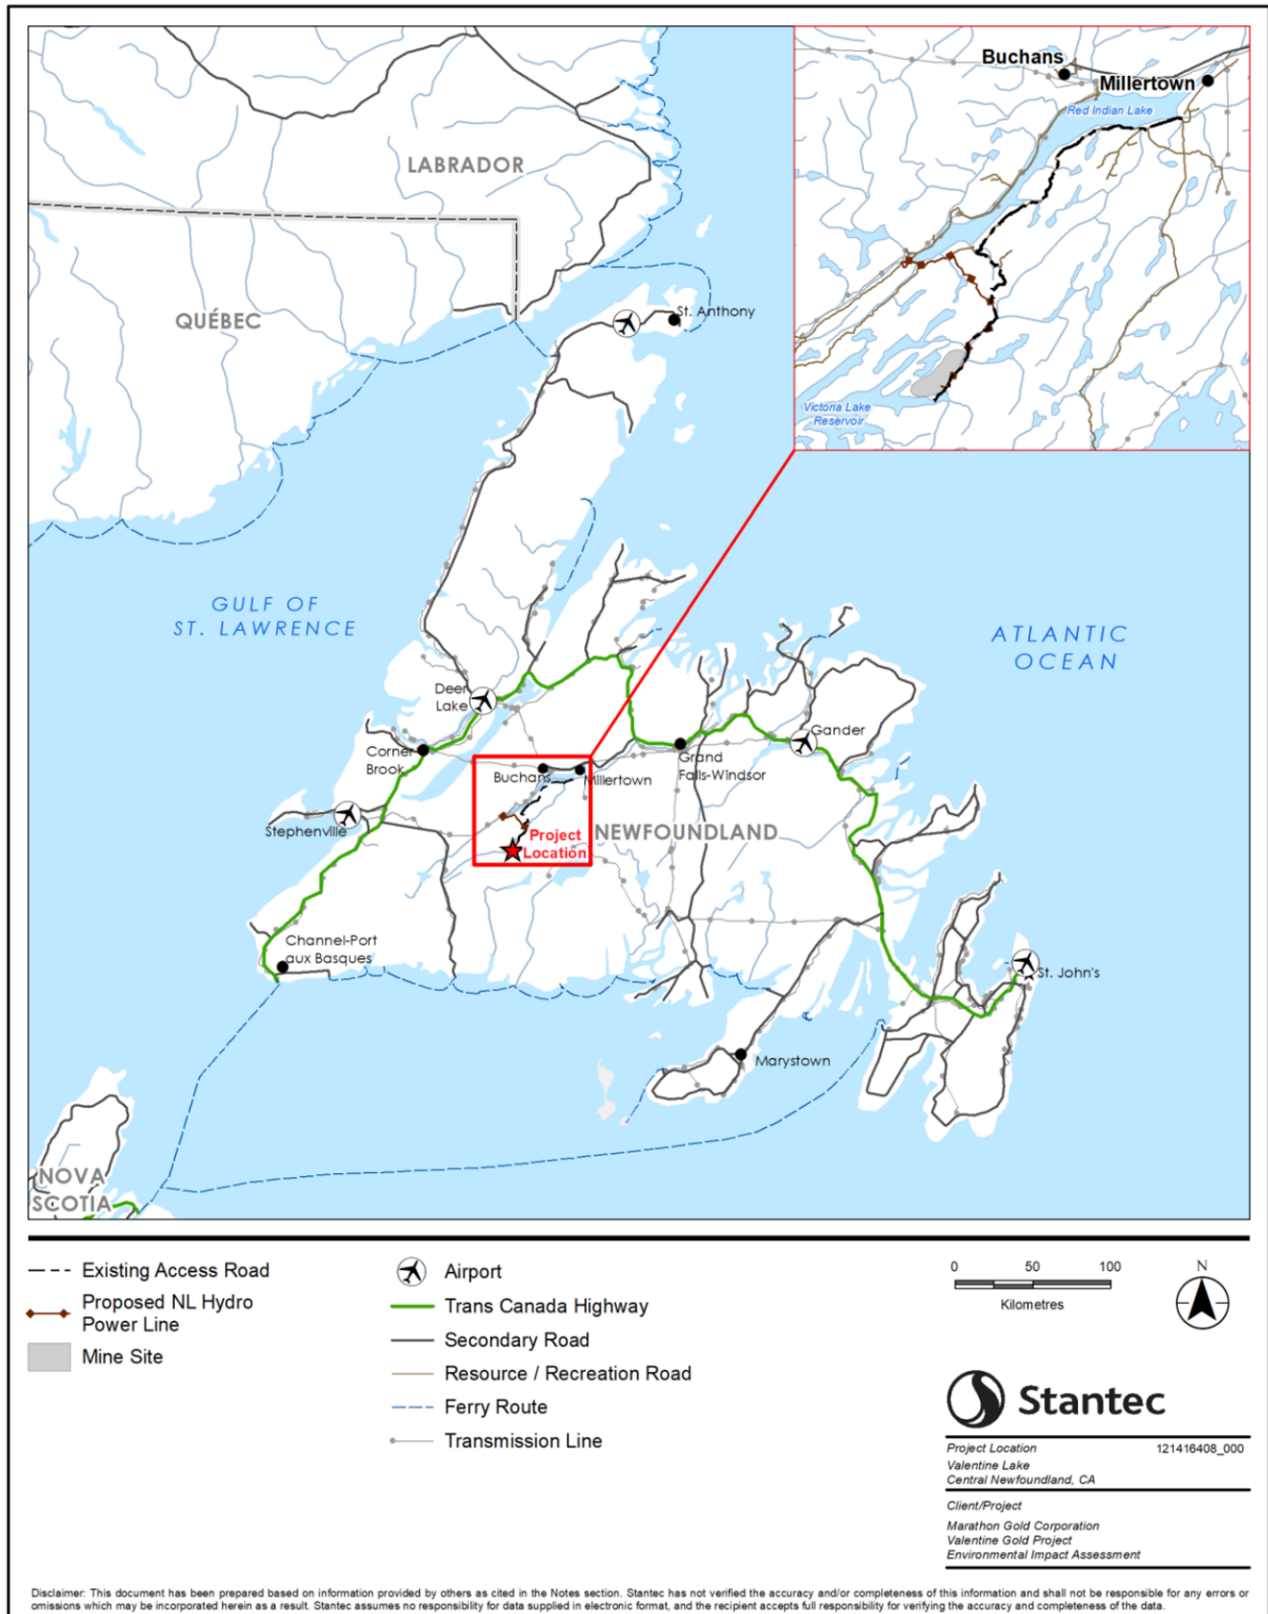 Buchans
Millertown
Red Indian Lake
Victoria Lake
Reservoir
LABRADOR
QUÉBEC
St. Anthony
GULF OF
ST. LAWRENCE
ATLANTIC
OCEAN
Deer
Lake
Corner
Brook
Gander
Grand
Falls-Windsor
Buchans
Millertown
Stephenville
NEWFOUNDLAND
Project
Location
Channel-Port
aux Basques
St. John's
Marystown
NOVA
SCOTIA
Existing Access Road
Proposed NL Hydro
Power Line
Mine Site
Airport
Trans Canada Highway
Secondary Road
Resource / Recreation Road
Ferry Route
Transmission Line
0 50 100
Kilometres
N
Stantec
Project Location 121416408_000
Valentine Lake
Central Newfoundland, CA
Client/Project
Marathon Gold Corporation
Valentine Gold Project
Environmental Impact Assessment
Disclaimer: This document has been prepared based on information provided by others as cited in the Notes section. Stantec has not verified the accuracy and/or completeness of this information and shall not be responsible for any errors or
omissions which may be incorporated herein as a result. Stantec assumes no responsibility for data supplied in electronic format, and the recipient accepts full responsibility for verifying the accuracy and completeness of the data.